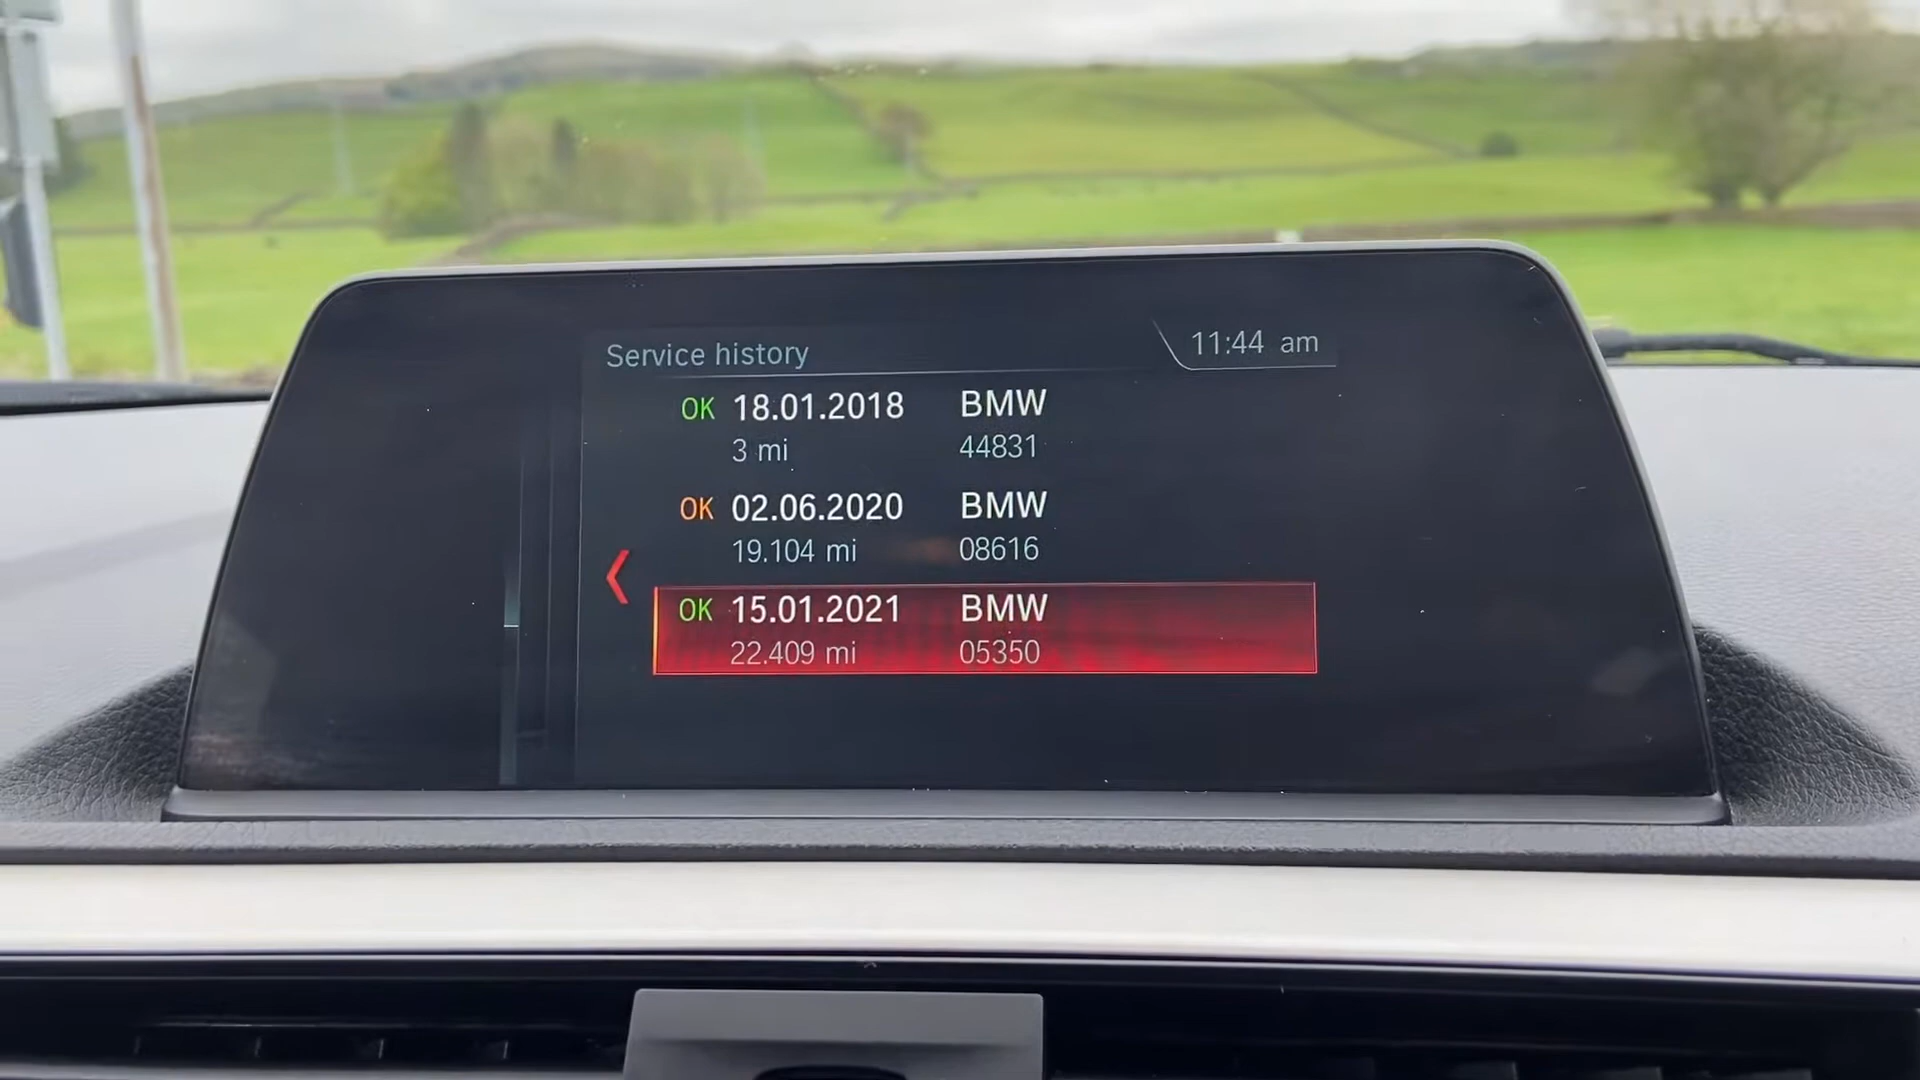 Service history
11:44 am
OK 18.01.2018 BMW
3 mi 44831
OK 02.06.2020 BMW
19.104 mi 08616
OK 15.01.2021 BMW
22.409 mi 05350